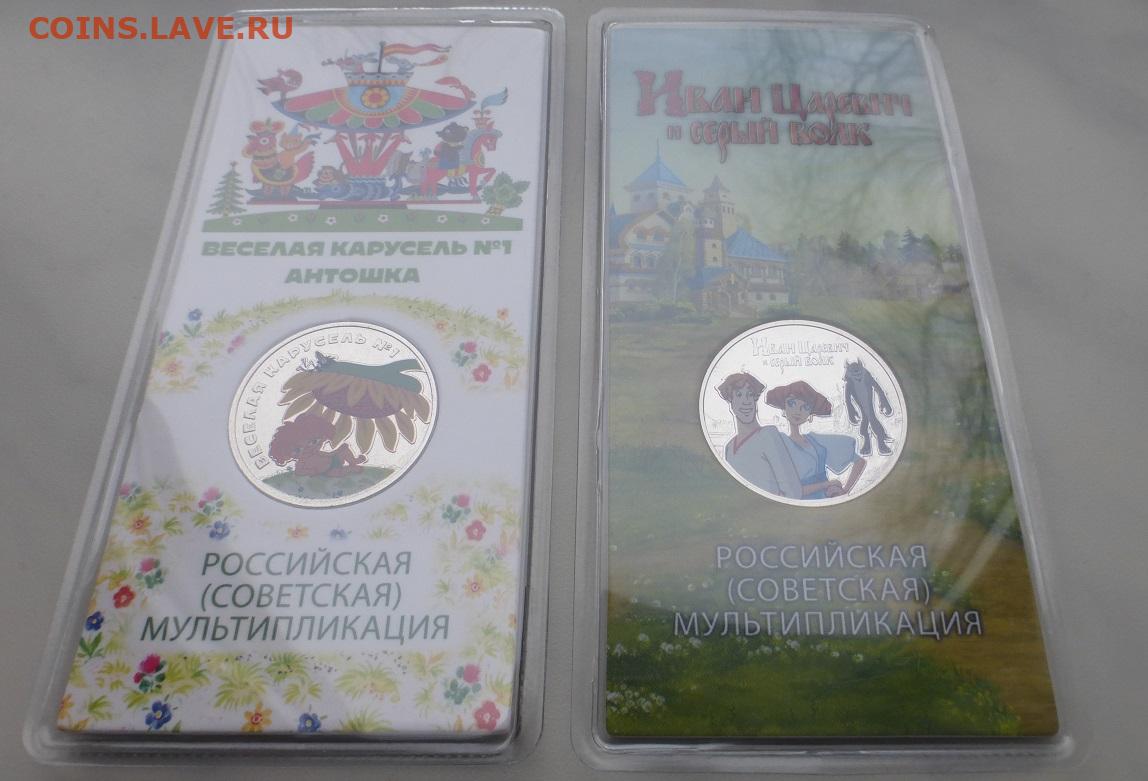 COINS.LAVE.RU
ВЕСЕЛАЯ КАРУСЕЛЬ №1
АНТОШКА
ВЕСЕЛАЯ КАРУСЕЛЬ №1
РОССИЙСКАЯ
(СОВЕТСКАЯ)
МУЛЬТИПЛИКАЦИЯ
Иван Царевич
и серый волк
Иван Царевич
и серый волк
РОССИЙСКАЯ
(СОВЕТСКАЯ)
МУЛЬТИПЛИКАЦИЯ